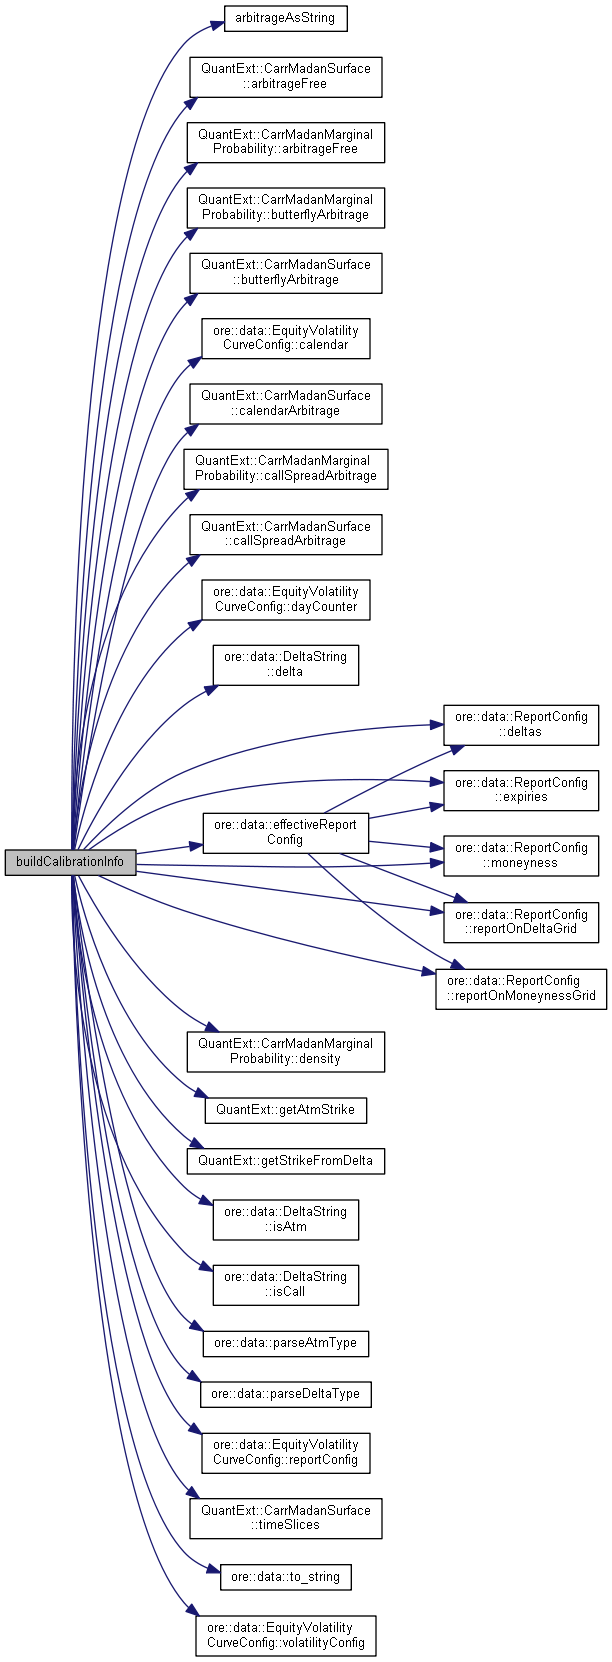 arbitrageAsString
QuantExt::CarrMadanSurface
::arbitrageFree
QuantExt::CarrMadanMarginal
Probability::arbitrageFree
QuantExt::CarrMadanMarginal
Probability::butterflyArbitrage
QuantExt::CarrMadanSurface
::butterflyArbitrage
ore::data::EquityVolatility
CurveConfig::calendar
QuantExt::CarrMadanSurface
::calendarArbitrage
QuantExt::CarrMadanMarginal
Probability::callSpreadArbitrage
QuantExt::CarrMadanSurface
::callSpreadArbitrage
ore::data::EquityVolatility
CurveConfig::dayCounter
ore::data::DeltaString
::delta
ore::data::ReportConfig
::deltas
ore::data::ReportConfig
::expiries
ore::data::effectiveReport
Config
ore::data::ReportConfig
::moneyness
buildCalibrationInfo
ore::data::ReportConfig
::reportOnDeltaGrid
ore::data::ReportConfig
::reportOnMoneynessGrid
QuantExt::CarrMadanMarginal
Probability::density
QuantExt::getAtmStrike
QuantExt::getStrikeFromDelta
ore::data::DeltaString
::isAtm
ore::data::DeltaString
::isCall
ore::data::parseAtmType
ore::data::parseDeltaType
ore::data::EquityVolatility
CurveConfig::reportConfig
QuantExt::CarrMadanSurface
::timeSlices
ore::data::to_string
ore::data::EquityVolatility
CurveConfig::volatilityConfig